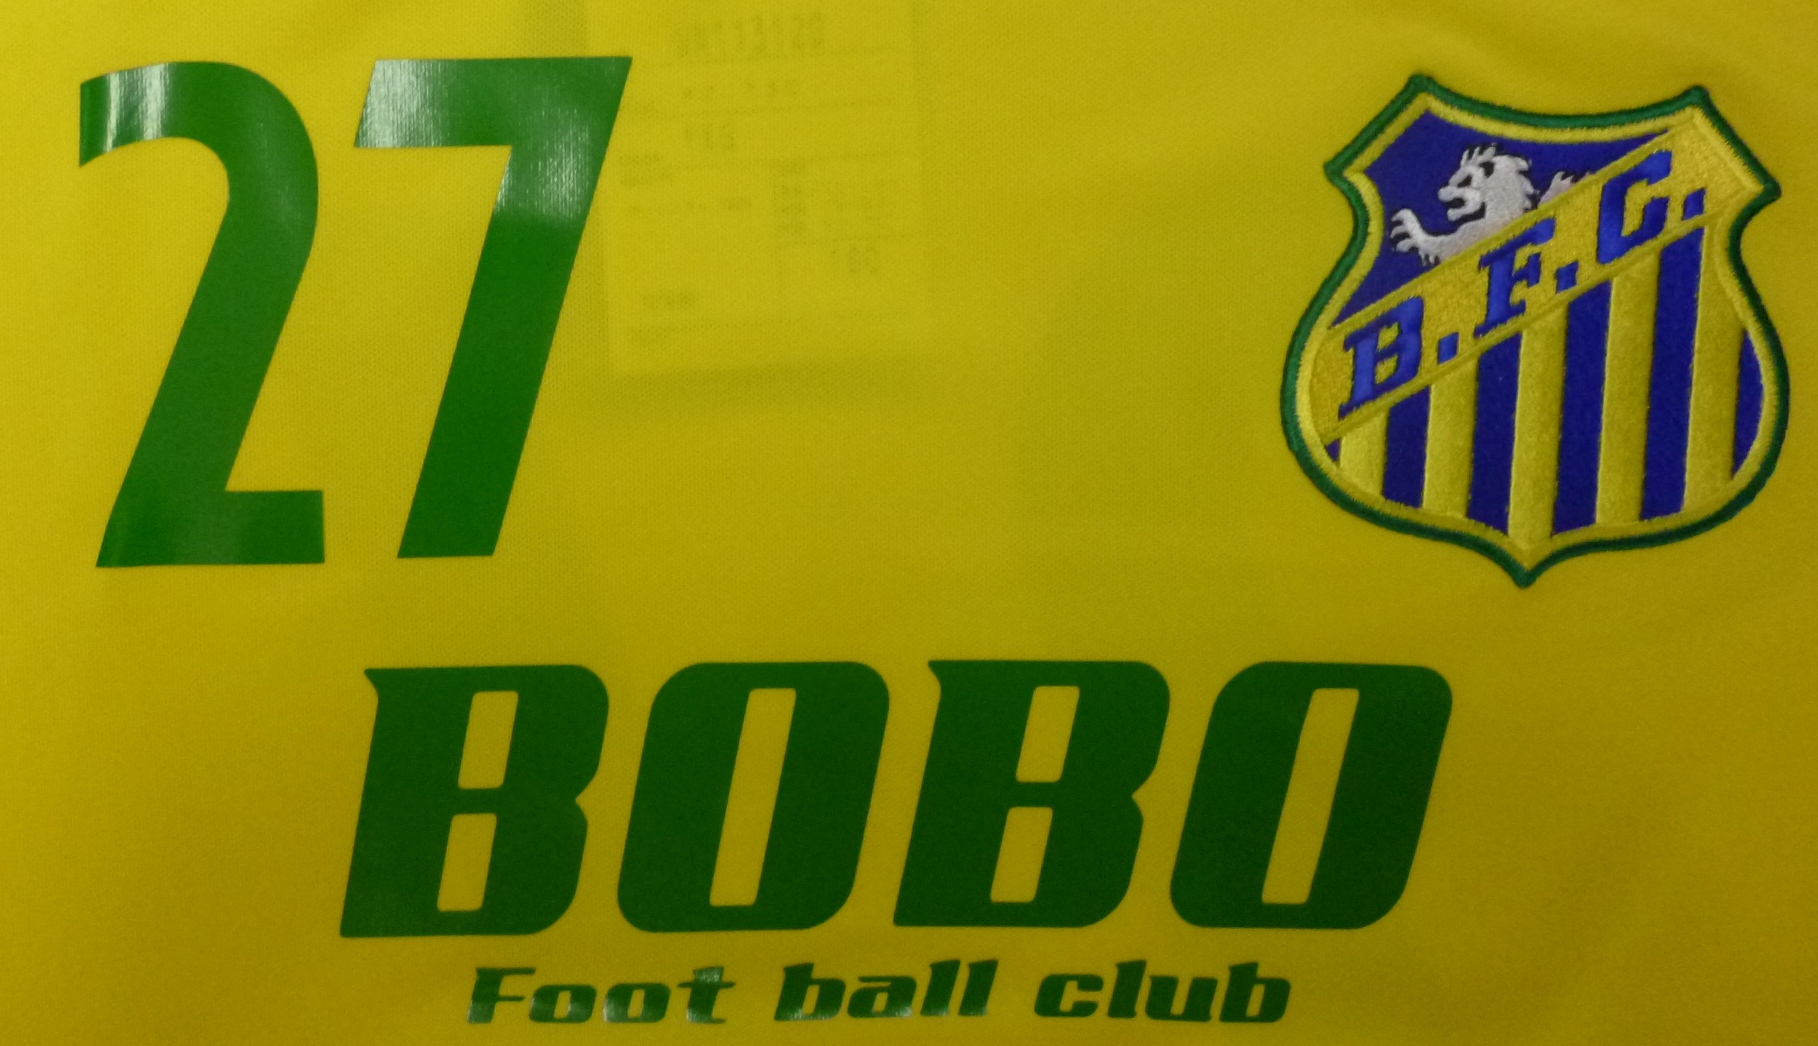 27
B.F.C.
BOBO
Foot ball club